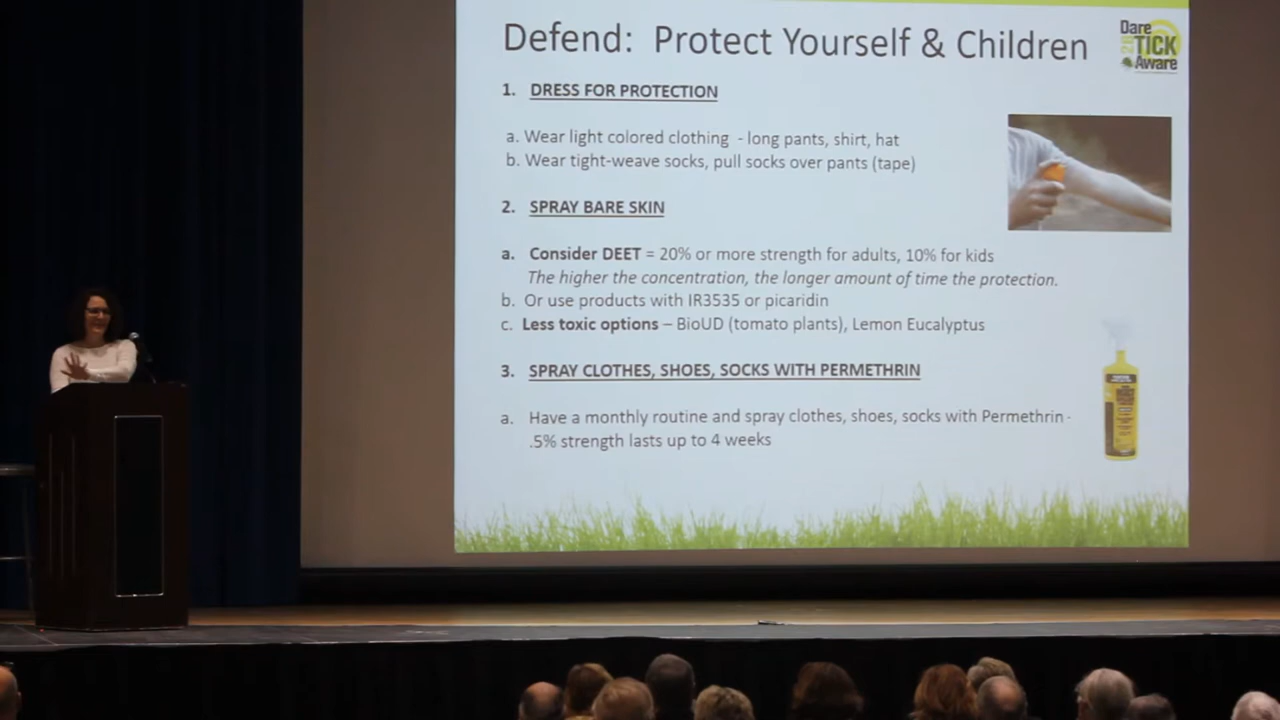 Defend: Protect Yourself & Children
Dare
2B
TICK
Aware
1. DRESS FOR PROTECTION
a. Wear light colored clothing - long pants, shirt, hat
b. Wear tight-weave socks, pull socks over pants (tape)
2. SPRAY BARE SKIN
a. Consider DEET = 20% or more strength for adults, 10% for kids
The higher the concentration, the longer amount of time the protection.
b. Or use products with IR3535 or picaridin
c. Less toxic options – BioUD (tomato plants), Lemon Eucalyptus
3. SPRAY CLOTHES, SHOES, SOCKS WITH PERMETHRIN
a. Have a monthly routine and spray clothes, shoes, socks with Permethrin -
.5% strength lasts up to 4 weeks